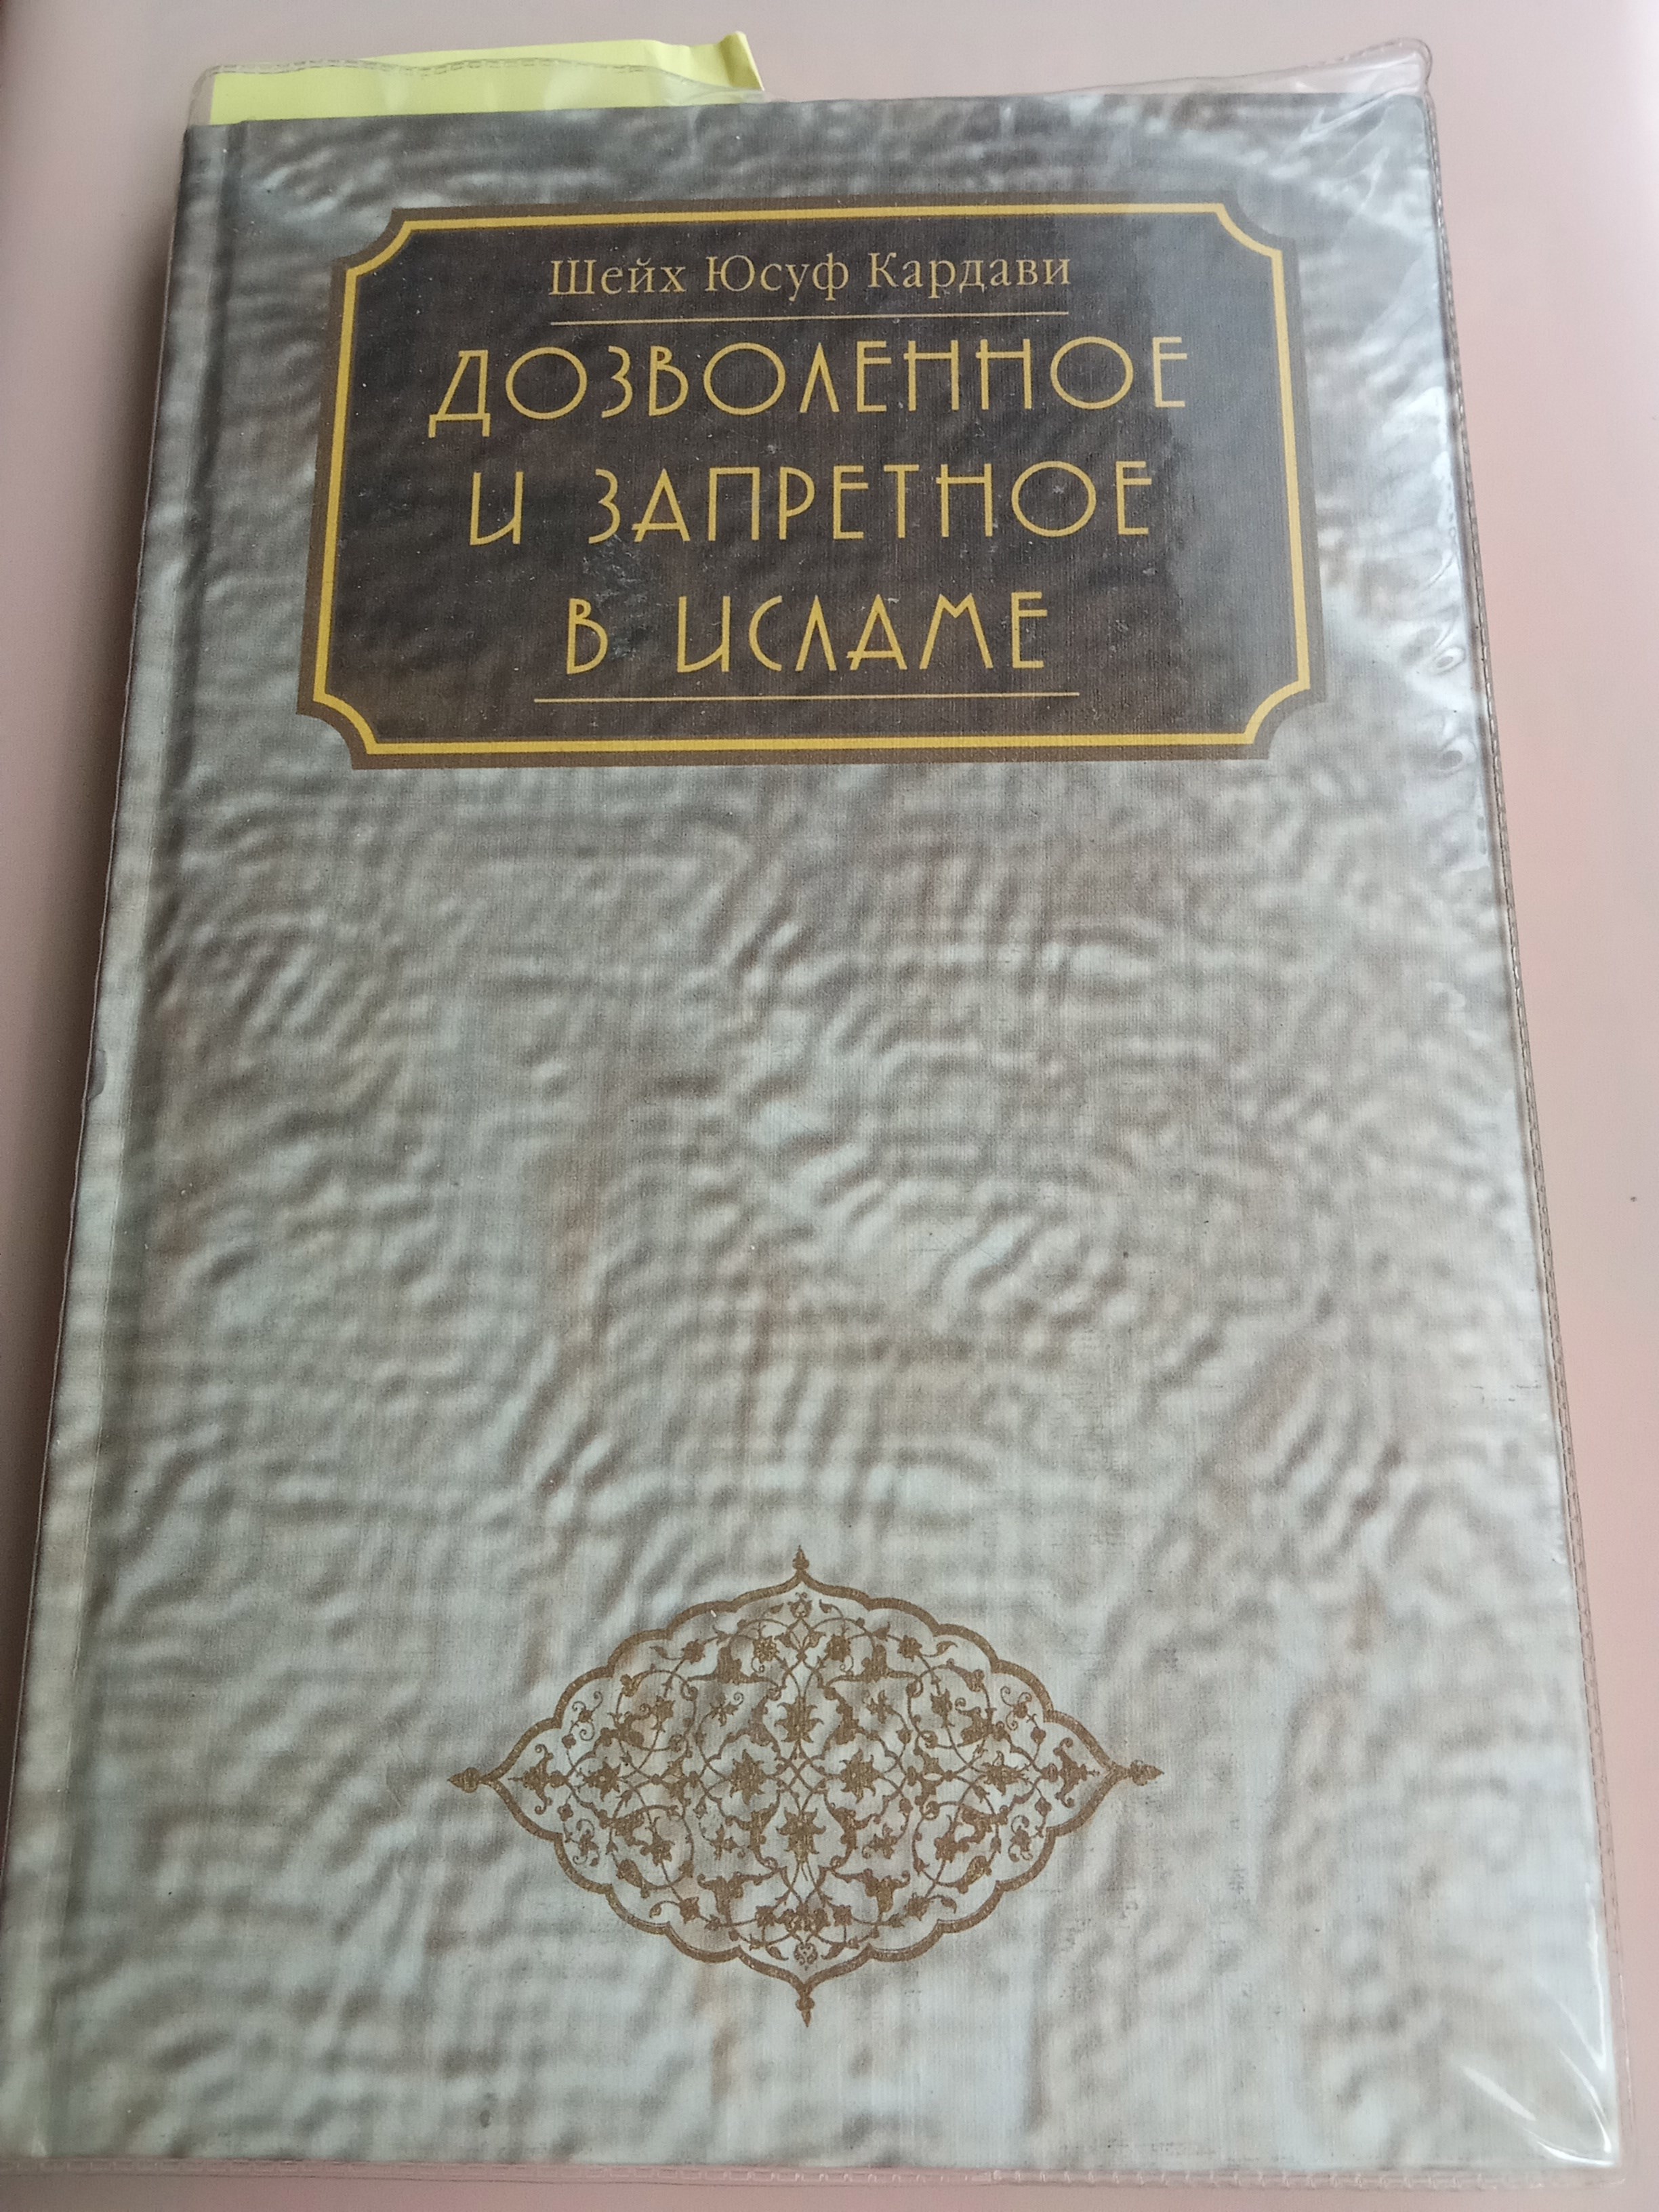 Шейх Юсуф Кардави
ДОЗВОЛЕННОЕ
И ЗАПРЕТНОЕ
В ИСЛАМЕ